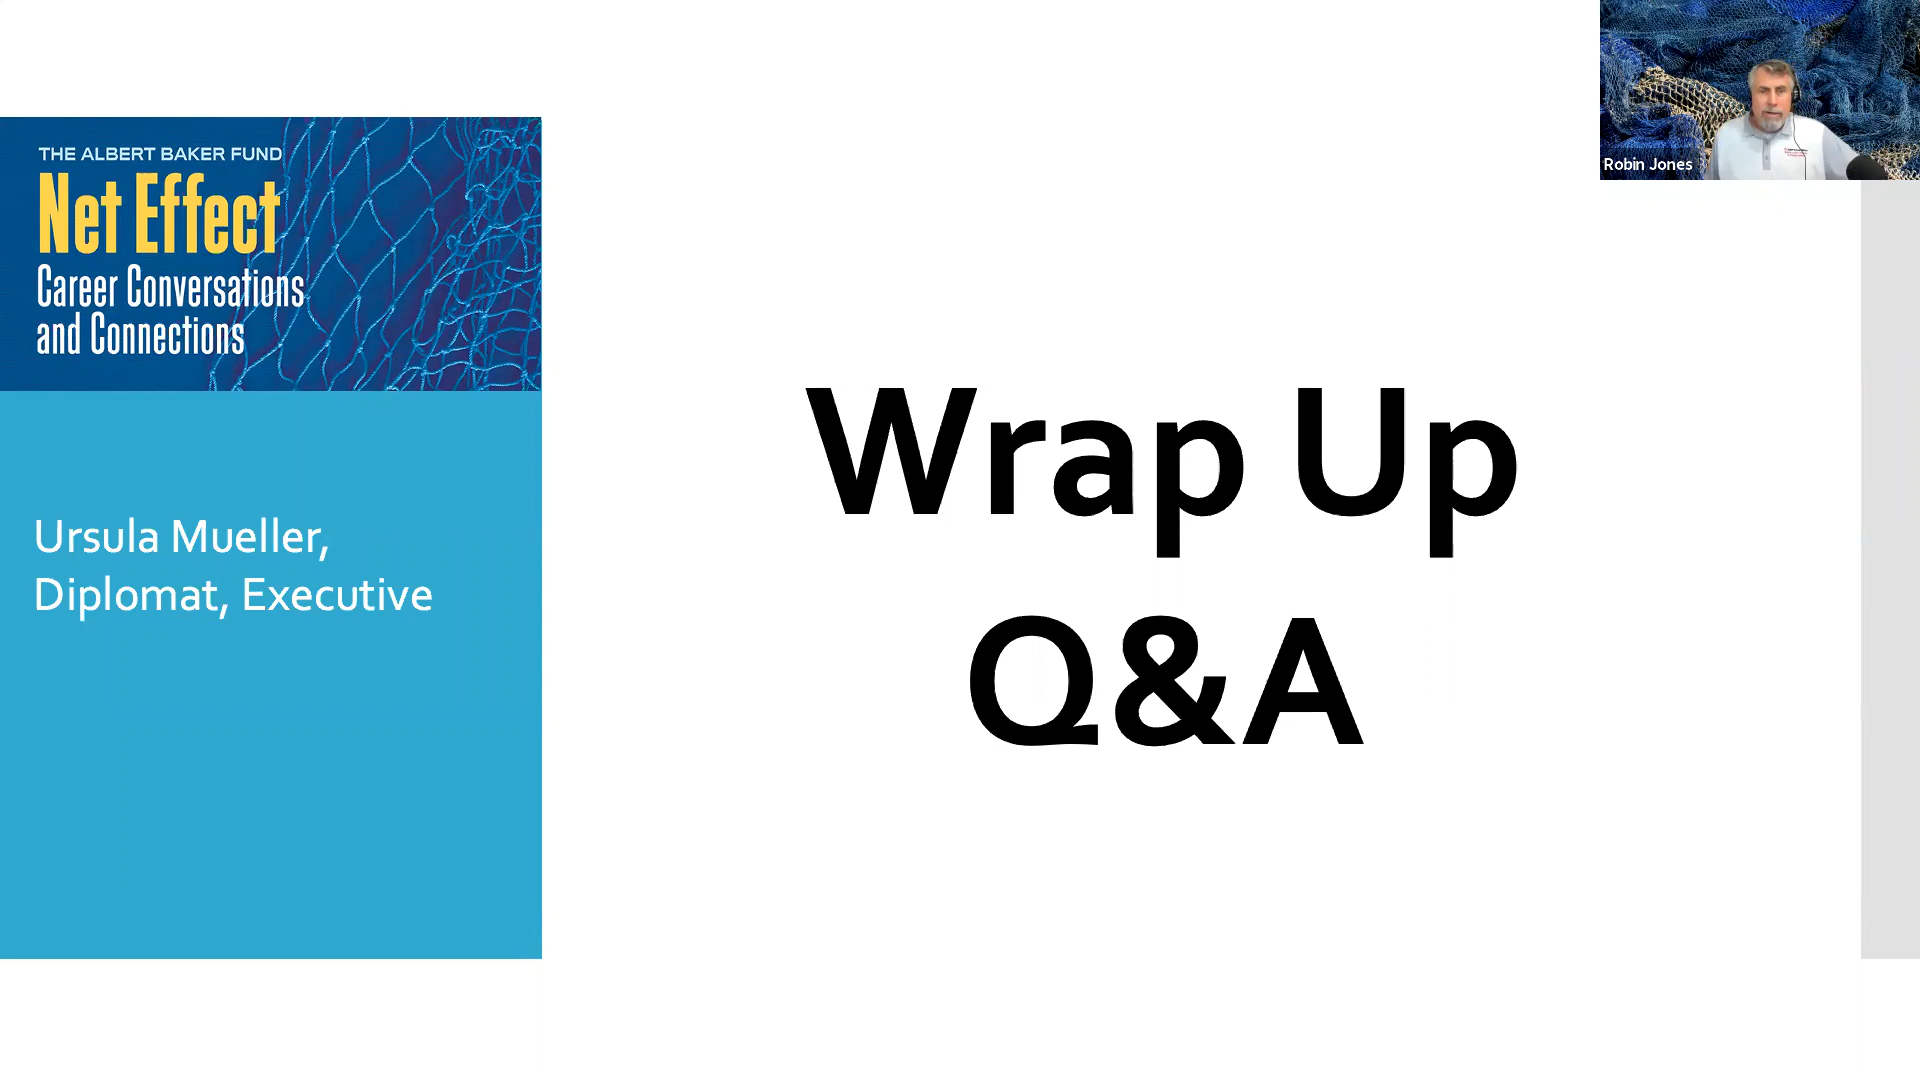 THE ALBERT BAKER FUND
Net Effect
Career Conversations
and Connections
Ursula Mueller,
Diplomat, Executive
Wrap Up
Q&A
Robin Jones